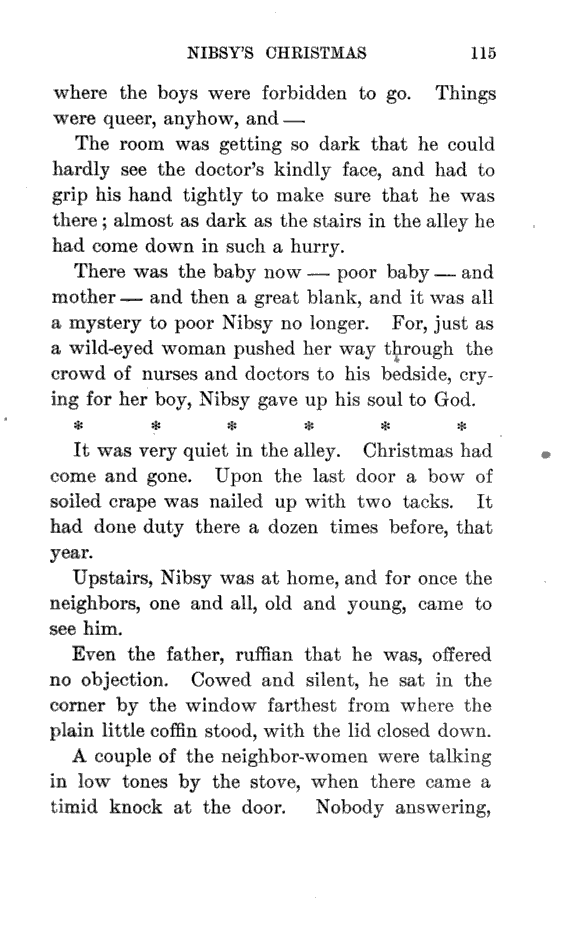 NIBSY'S CHRISTMAS 115
where the boys were forbidden to go. Things
were queer, anyhow, and —
The room was getting so dark that he could
hardly see the doctor's kindly face, and had to
grip his hand tightly to make sure that he was
there; almost as dark as the stairs in the alley he
had come down in such a hurry.
There was the baby now — poor baby — and
mother — and then a great blank, and it was all
a mystery to poor Nibsy no longer. For, just as
a wild-eyed woman pushed her way through the
crowd of nurses and doctors to his bedside, cry-
ing for her boy, Nibsy gave up his soul to God.
* * * * * *
It was very quiet in the alley. Christmas had
come and gone. Upon the last door a bow of
soiled crape was nailed up with two tacks. It
had done duty there a dozen times before, that
year.
Upstairs, Nibsy was at home, and for once the
neighbors, one and all, old and young, came to
see him.
Even the father, ruffian that he was, offered
no objection. Cowed and silent, he sat in the
corner by the window farthest from where the
plain little coffin stood, with the lid closed down.
A couple of the neighbor-women were talking
in low tones by the stove, when there came a
timid knock at the door. Nobody answering,